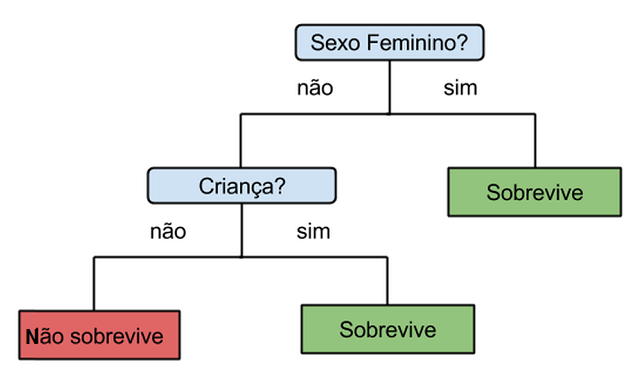 Sexo Feminino?
não
sim
Criança?
Sobrevive
não
sim
Não sobrevive
Sobrevive